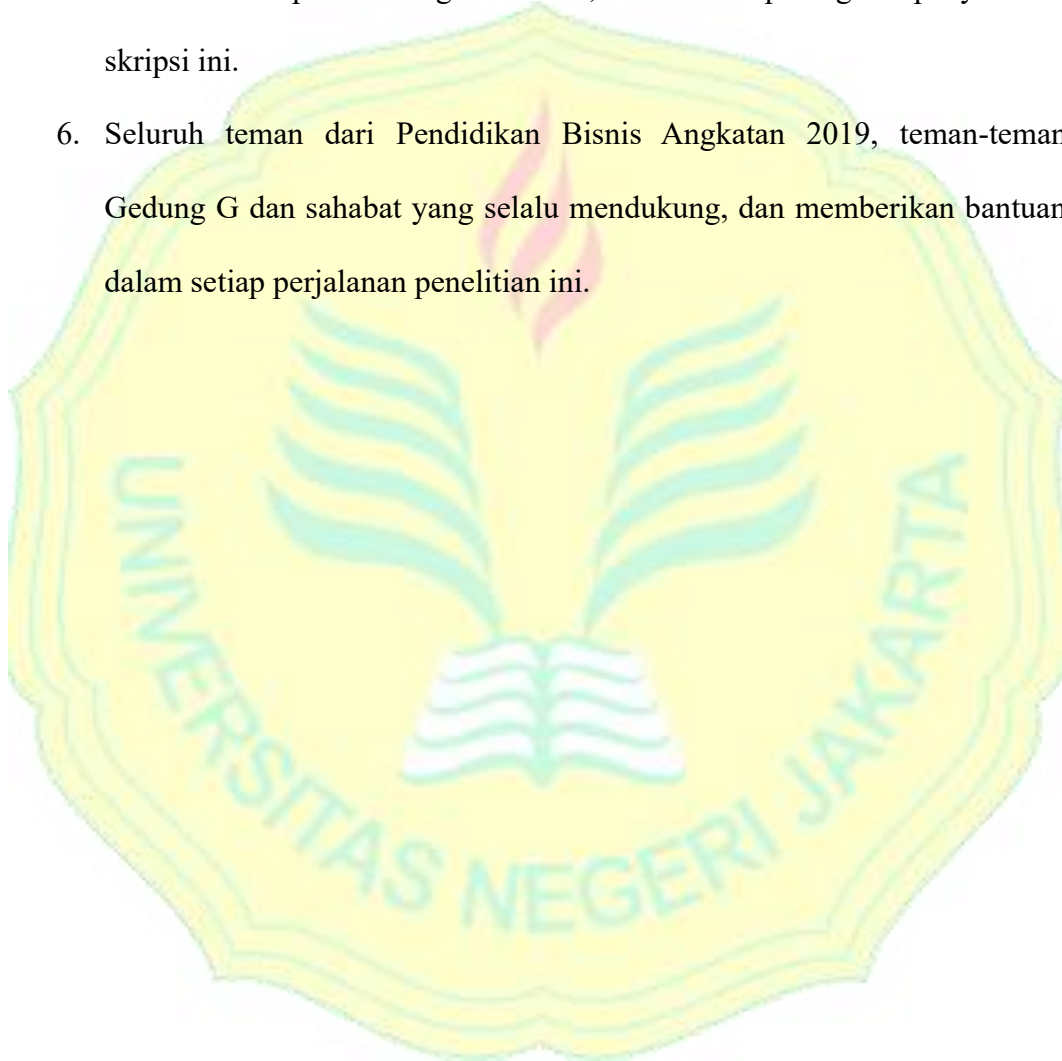 skripsi ini.
6. Seluruh teman dari Pendidikan Bisnis Angkatan 2019, teman-teman
Gedung G dan sahabat yang selalu mendukung, dan memberikan bantuan
dalam setiap perjalanan penelitian ini.
UNIVERSITAS NEGERI JAKARTA